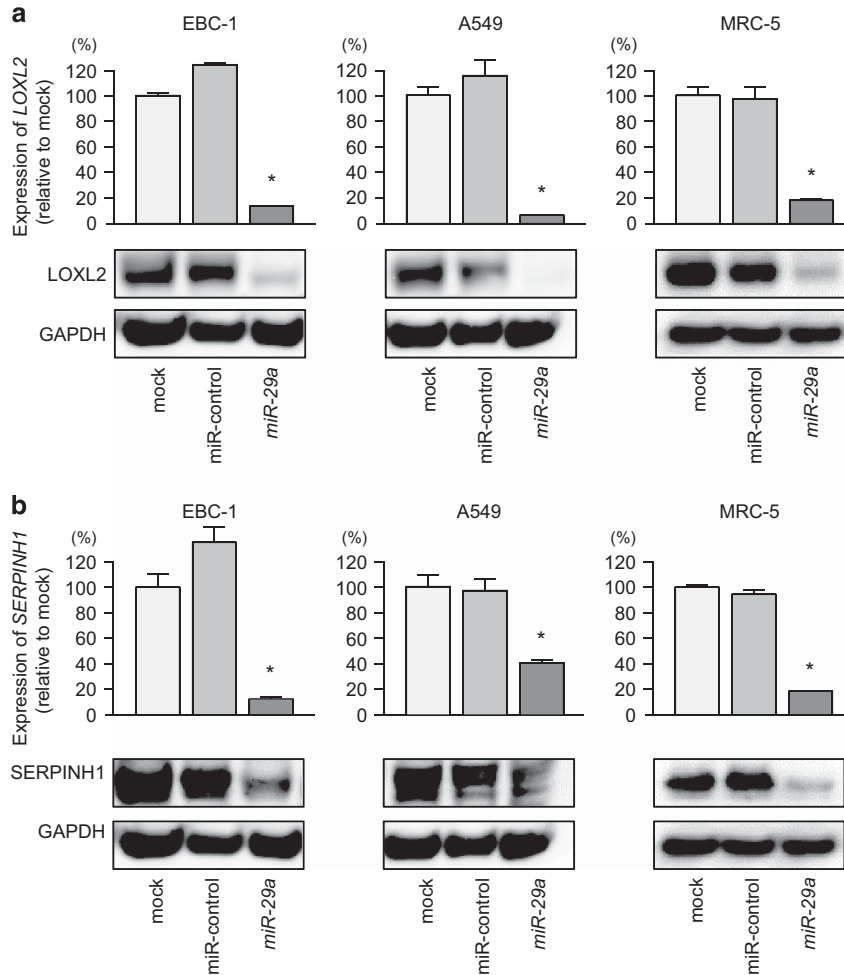 a
EBC-1
A549
MRC-5
(%)
(%)
(%)
Expression of LOXL2
(relative to mock)
120
100
80
60
40
20
0
*
120
100
80
60
40
20
0
*
120
100
80
60
40
20
0
*
LOXL2
GAPDH
mock
miR-control
miR-29a
mock
miR-control
miR-29a
mock
miR-control
miR-29a
b
EBC-1
A549
MRC-5
(%)
(%)
(%)
Expression of SERPINH1
(relative to mock)
120
100
80
60
40
20
0
*
120
100
80
60
40
20
0
*
120
100
80
60
40
20
0
*
SERPINH1
GAPDH
mock
miR-control
miR-29a
mock
miR-control
miR-29a
mock
miR-control
miR-29a